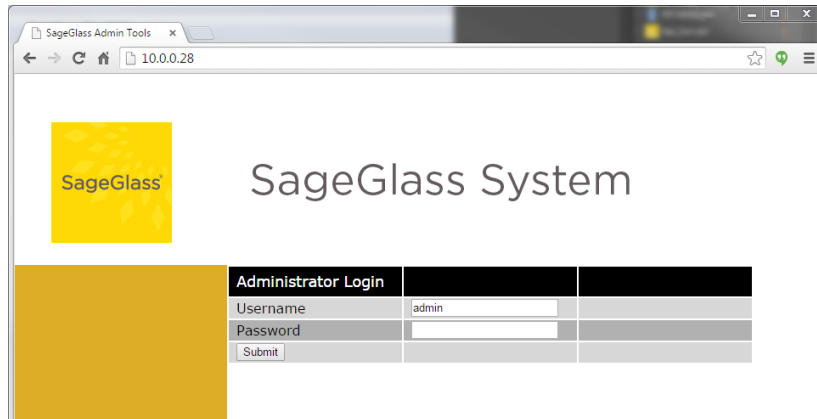 SageGlass Admin Tools
10.0.0.28
SageGlass®
SageGlass System
Administrator Login
Username admin
Password
Submit